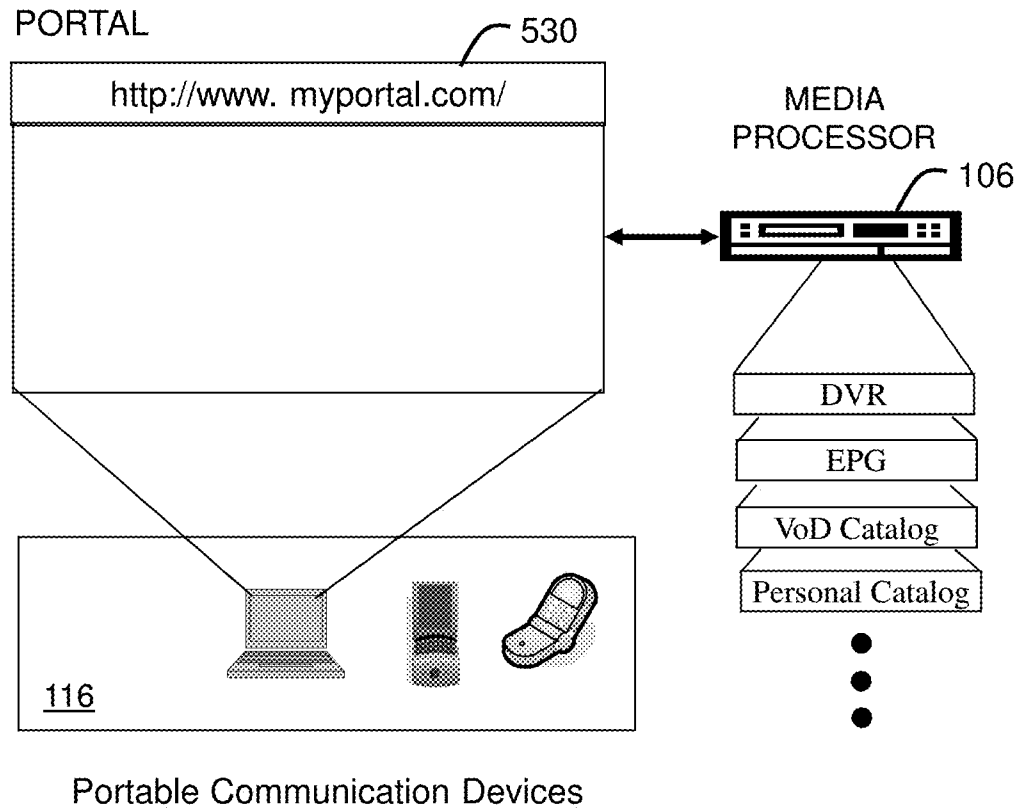 PORTAL
530
http://www. myportal.com/
MEDIA
PROCESSOR
106
DVR
EPG
VoD Catalog
Personal Catalog
116
Portable Communication Devices